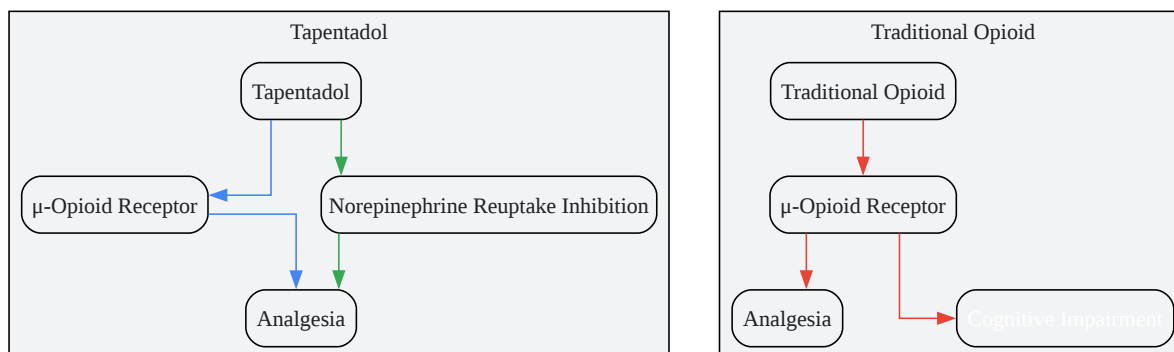 Tapentadol
Tapentadol
μ-Opioid Receptor
Norepinephrine Reuptake Inhibition
Analgesia
Traditional Opioid
Traditional Opioid
μ-Opioid Receptor
Analgesia
Cognitive Impairment